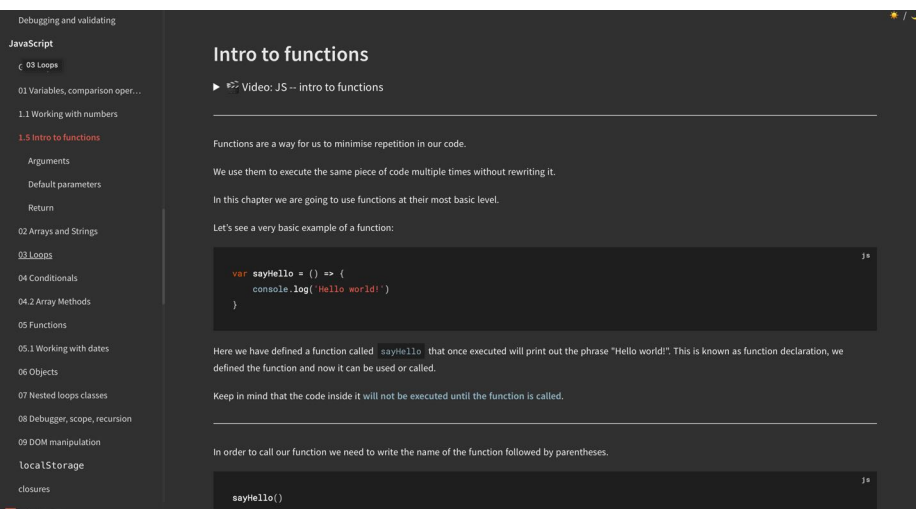 Debugging and validating
JavaScript
03 Loops
01 Variables, comparison oper...
1.1 Working with numbers
1.5 Intro to functions
Arguments
Default parameters
Return
02 Arrays and Strings
03 Loops
04 Conditionals
04.2 Array Methods
05 Functions
05.1 Working with dates
06 Objects
07 Nested loops classes
08 Debugger, scope, recursion
09 DOM manipulation
localStorage
closures
/
Intro to functions
Video: JS -- intro to functions
Functions are a way for us to minimise repetition in our code.
We use them to execute the same piece of code multiple times without rewriting it.
In this chapter we are going to use functions at their most basic level.
Let's see a very basic example of a function:
js
var sayHello = () => {
console.log('Hello world!')
}
Here we have defined a function called sayHello that once executed will print out the phrase "Hello world!". This is known as function declaration, we
defined the function and now it can be used or called.
Keep in mind that the code inside it will not be executed until the function is called.
In order to call our function we need to write the name of the function followed by parentheses.
js
sayHello()